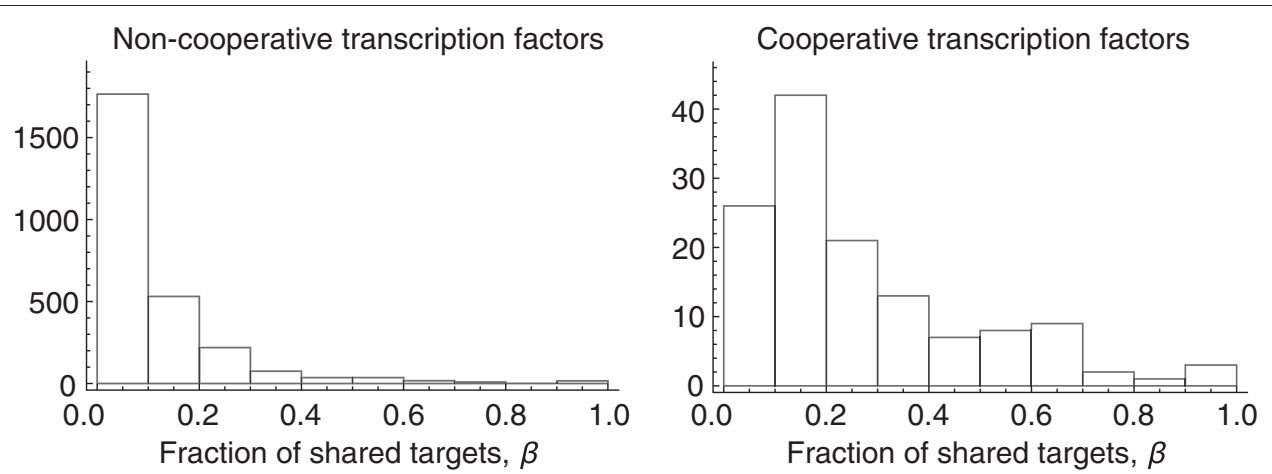 Non-cooperative transcription factors
1500
1000
500
0
0.0 0.2 0.4 0.6 0.8 1.0
Fraction of shared targets, β
Cooperative transcription factors
40
30
20
10
0
0.0 0.2 0.4 0.6 0.8 1.0
Fraction of shared targets, β